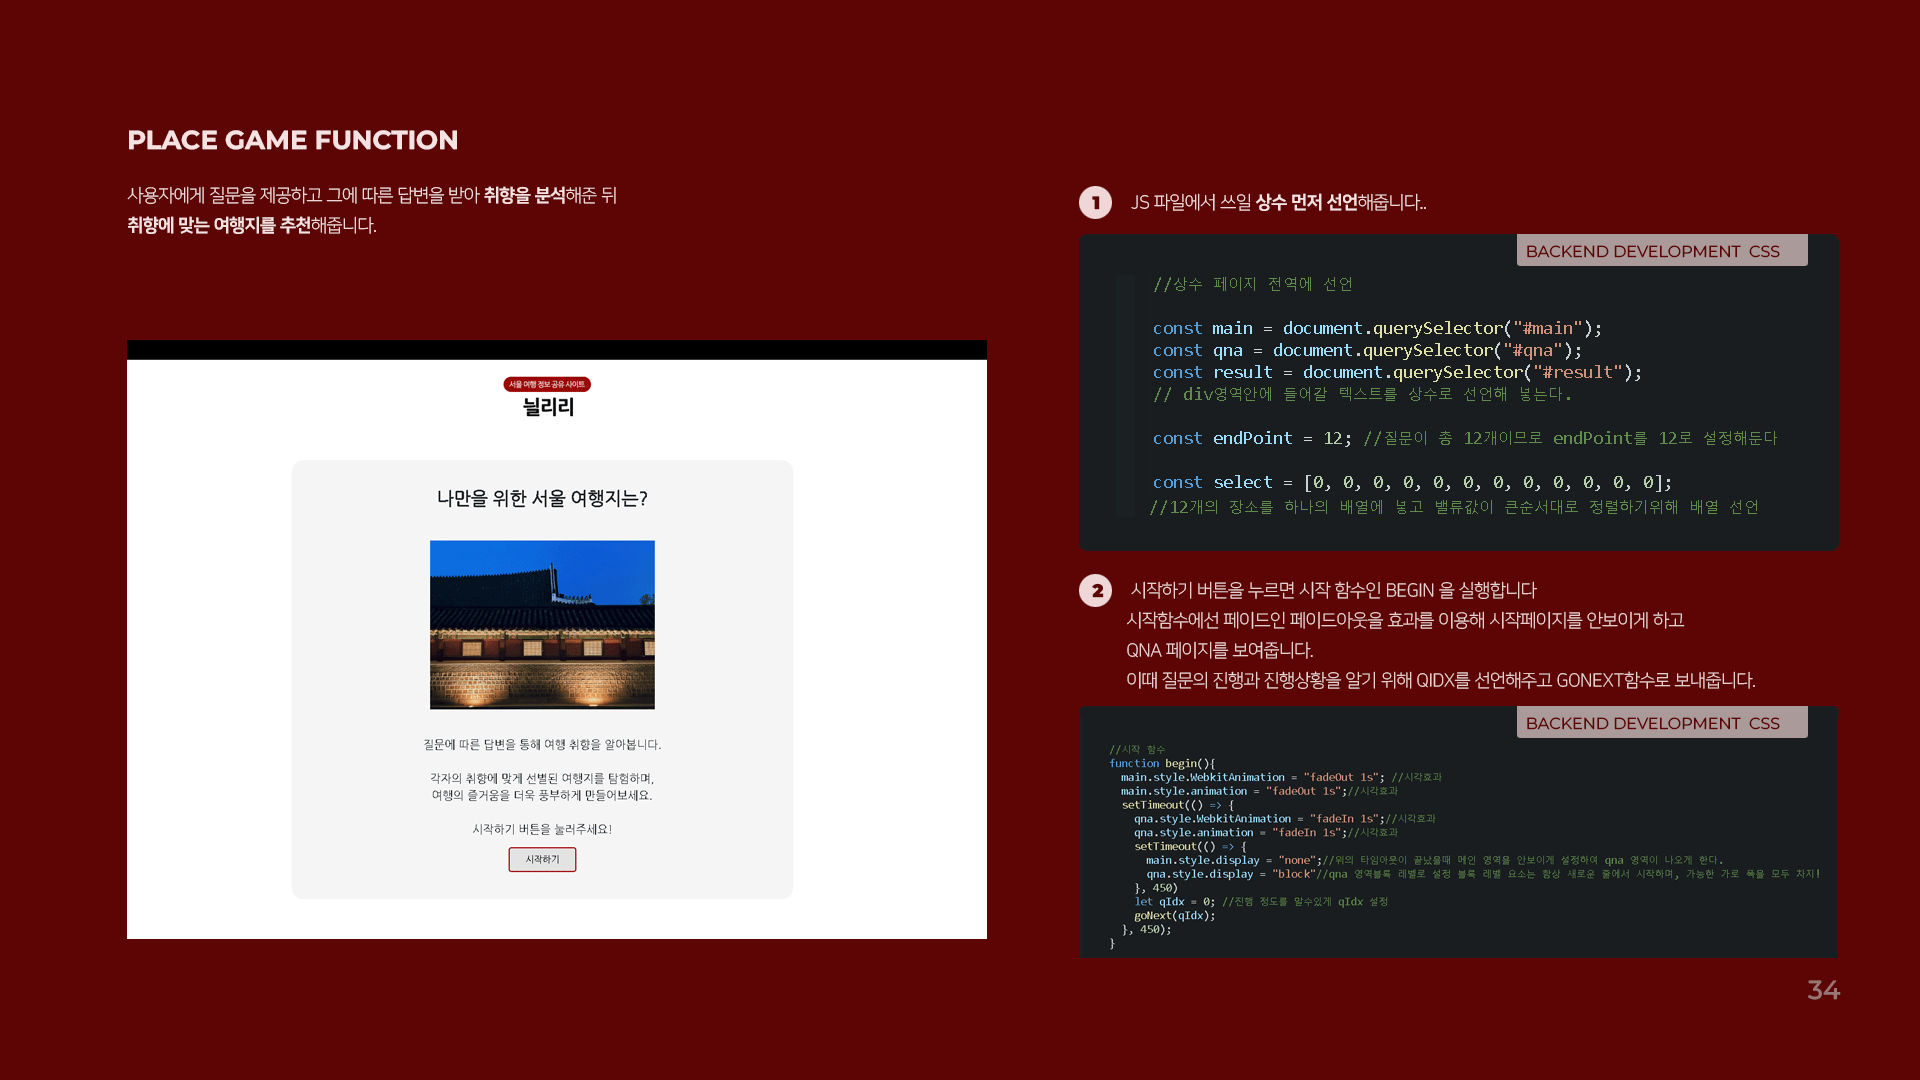 PLACE GAME FUNCTION
사용자에게 질문을 제공하고 그에 따른 답변을 받아 취향을 분석해준 뒤
취향에 맞는 여행지를 추천해줍니다.
서울 여행 정보 공유 사이트
닐리리
나만을 위한 서울 여행지는?
질문에 따른 답변을 통해 여행 취향을 알아봅니다.
각자의 취향에 맞게 선별된 여행지를 탐험하며,
여행의 즐거움을 더욱 풍부하게 만들어보세요.
시작하기 버튼을 눌러주세요!
시작하기
1 JS 파일에서 쓰일 상수 먼저 선언해줍니다..
BACKEND DEVELOPMENT CSS
//상수 페이지 전역에 선언
const main = document.querySelector("#main");
const qna = document.querySelector("#qna");
const result = document.querySelector("#result");
// div영역안에 들어갈 텍스트를 상수로 선언해 넣는다.
const endPoint = 12; //질문이 총 12개이므로 endPoint를 12로 설정해둔다
const select = [0, 0, 0, 0, 0, 0, 0, 0, 0, 0, 0, 0];
//12개의 장소를 하나의 배열에 넣고 밸류값이 큰순서대로 정렬하기위해 배열 선언
2 시작하기 버튼을 누르면 시작 함수인 BEGIN 을 실행합니다
시작함수에선 페이드인 페이드아웃을 효과를 이용해 시작페이지를 안보이게 하고
QNA 페이지를 보여줍니다.
이때 질문의 진행과 진행상황을 알기 위해 QIDX를 선언해주고 GONEXT함수로 보내줍니다.
BACKEND DEVELOPMENT CSS
//시작 함수
function begin(){
main.style.WebkitAnimation = "fadeOut 1s"; //시각효과
main.style.animation = "fadeOut 1s";//시각효과
setTimeout(() => {
qna.style.WebkitAnimation = "fadeIn 1s";//시각효과
qna.style.animation = "fadeIn 1s";//시각효과
setTimeout(() => {
main.style.display = "none";//위의 타임아웃이 끝났을때 메인 영역을 안보이게 설정하여 qna 영역이 나오게 한다.
qna.style.display = "block"//qna 영역블록 레벨로 설정 블록 레벨 요소는 항상 새로운 줄에서 시작하며, 가능한 가로 폭을 모두 차지!
}, 450)
let qIdx = 0; //진행 정도를 알수있게 qIdx 설정
goNext(qIdx);
}, 450);
}
34